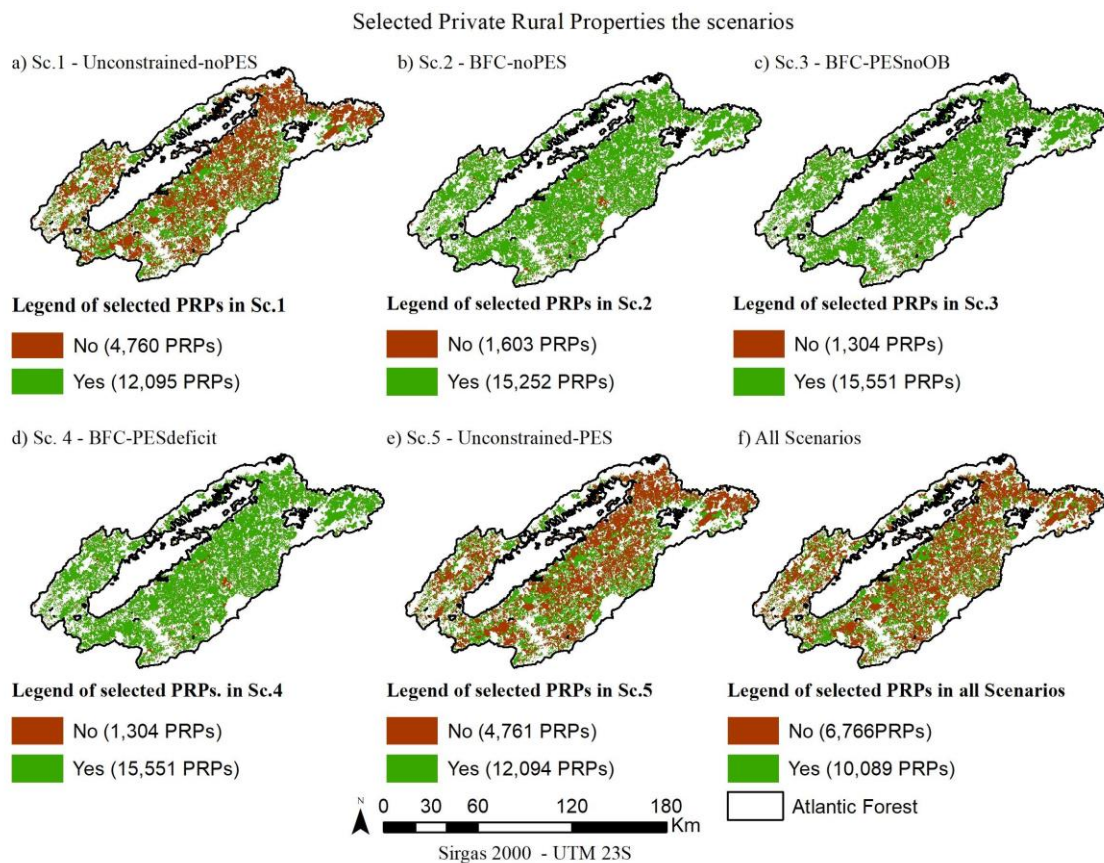 Selected Private Rural Properties the scenarios
a) Sc.1 - Unconstrained-noPES
b) Sc.2 - BFC-noPES
c) Sc.3 - BFC-PESnoOB
Legend of selected PRPs in Sc.1
No (4,760 PRPs)
Yes (12,095 PRPs)
Legend of selected PRPs in Sc.2
No (1,603 PRPs)
Yes (15,252 PRPs)
Legend of selected PRPs in Sc.3
No (1,304 PRPs)
Yes (15,551 PRPs)
d) Sc. 4 - BFC-PESdeficit
e) Sc.5 - Unconstrained-PES
f) All Scenarios
Legend of selected PRPs. in Sc.4
No (1,304 PRPs)
Yes (15,551 PRPs)
Legend of selected PRPs in Sc.5
No (4,761 PRPs)
Yes (12,094 PRPs)
Legend of selected PRPs in all Scenarios
No (6,766PRPs)
Yes (10,089 PRPs)
Atlantic Forest
N
0 30 60 120 180
Km
Sirgas 2000 - UTM 23S